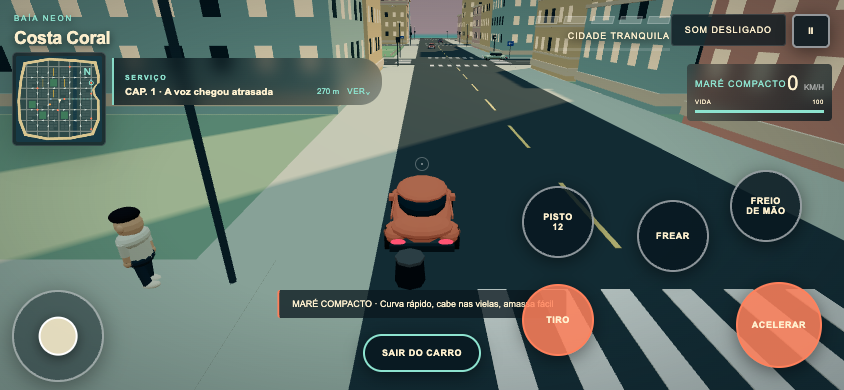 BAÍA NEON
Costa Coral
N
SERVIÇO
CAP. 1 · A voz chegou atrasada
270 m VER
CIDADE TRANQUILA
SOM DESLIGADO
II
MARÉ COMPACTO
0 KM/H
VIDA 100
PISTO
12
FREAR
FREIO
DE MÃO
MARÉ COMPACTO · Curva rápido, cabe nas vielas, amassa fácil
TIRO
ACELERAR
SAIR DO CARRO